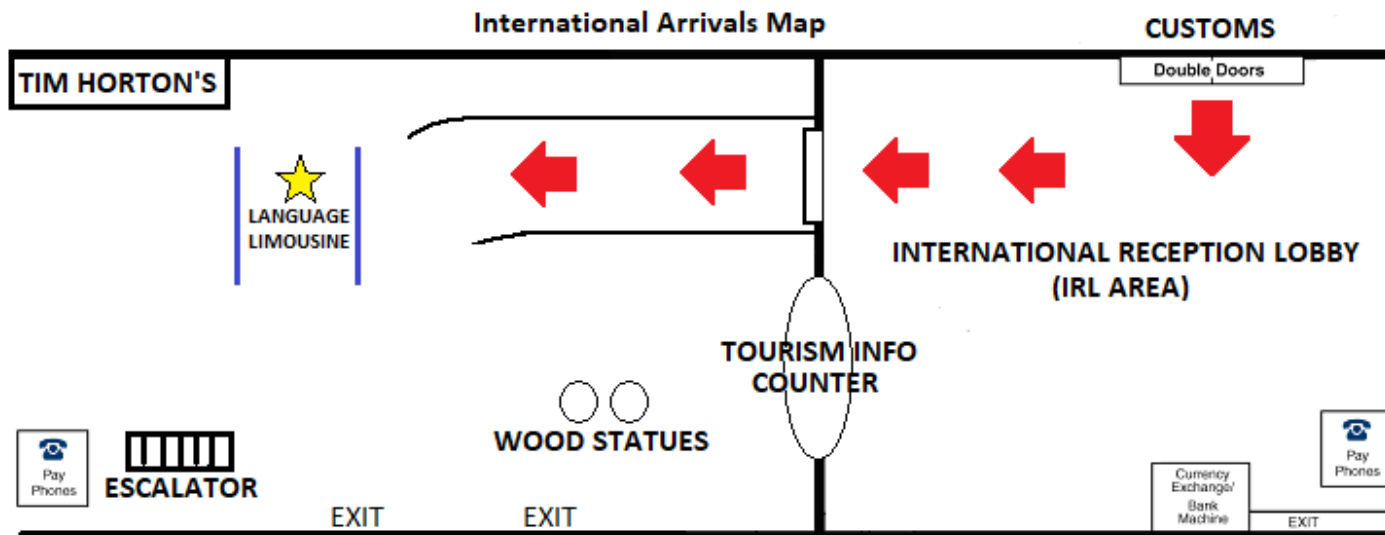 International Arrivals Map
CUSTOMS
Double Doors
TIM HORTON'S
LANGUAGE
LIMOUSINE
INTERNATIONAL RECEPTION LOBBY
(IRL AREA)
TOURISM INFO
COUNTER
WOOD STATUES
Pay
Phones
ESCALATOR
EXIT
EXIT
Currency
Exchange/
Bank
Machine
EXIT
Pay
Phones